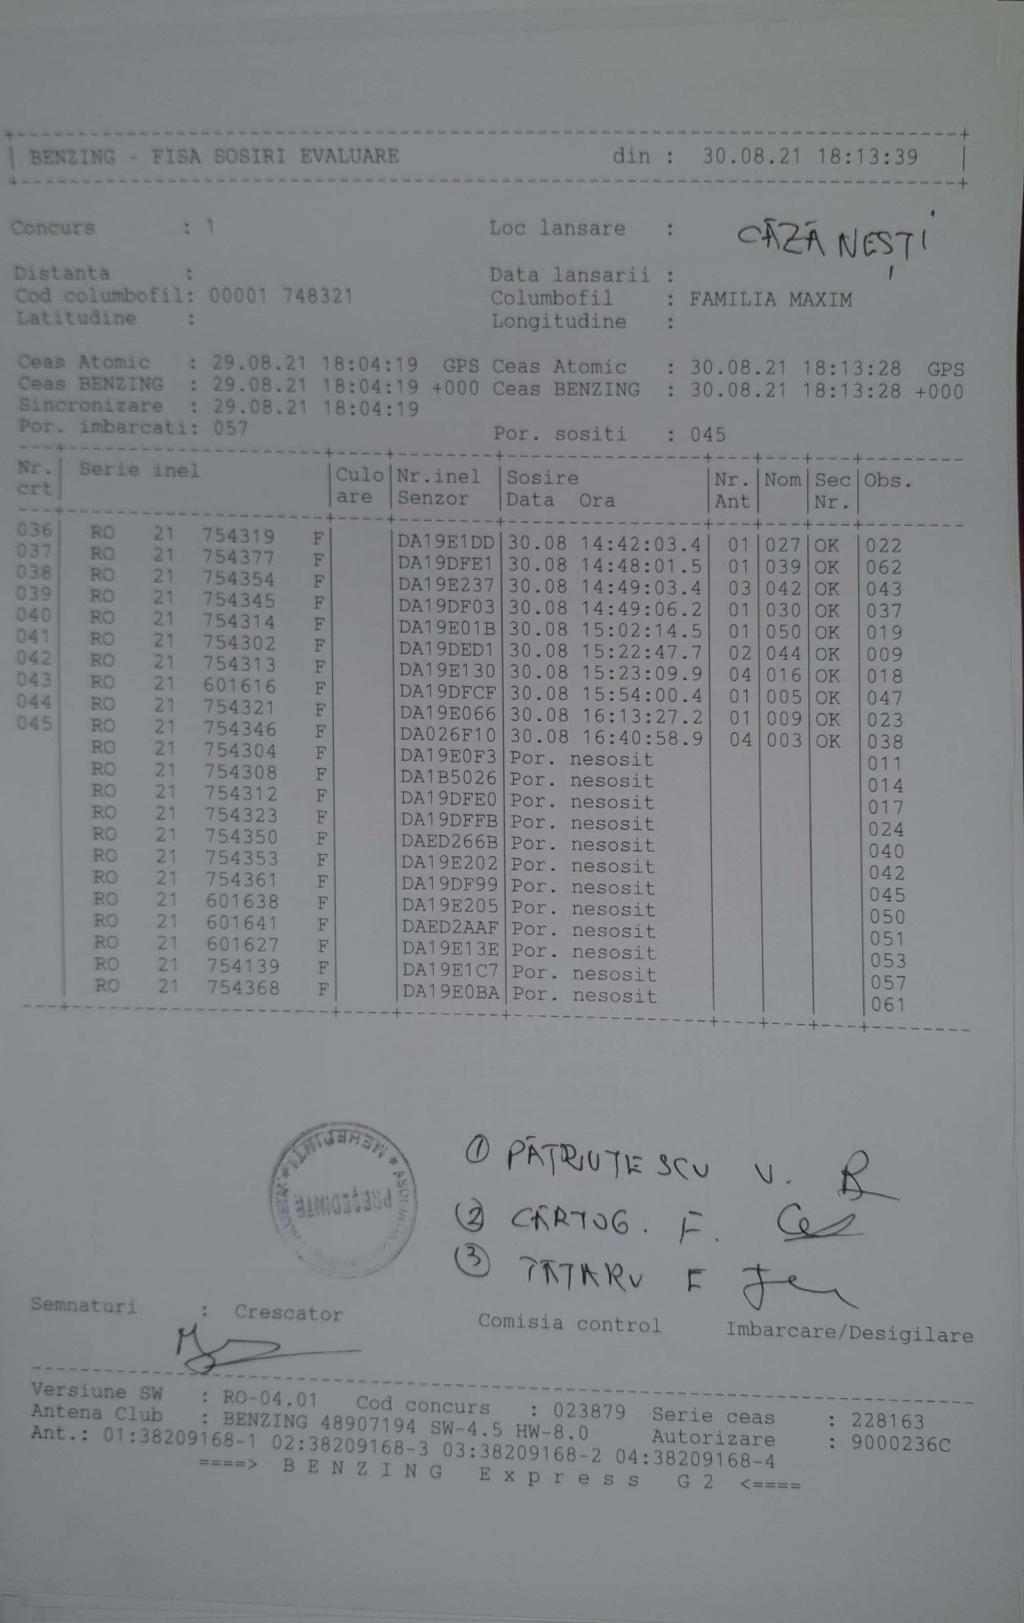 BENZING - FISA SOSIRI EVALUARE din : 30.08.21 18:13:39
Concurs : 1 Loc lansare : CĂZĂNEȘTI
Distanta : Data lansarii :
Cod columbofil: 00001 748321 Columbofil : FAMILIA MAXIM
Latitudine : Longitudine :
Ceas Atomic : 29.08.21 18:04:19 GPS Ceas Atomic : 30.08.21 18:13:28 GPS
Ceas BENZING : 29.08.21 18:04:19 +000 Ceas BENZING : 30.08.21 18:13:28 +000
Sincronizare : 29.08.21 18:04:19
Por. imbarcati: 057 Por. sositi : 045
Nr. Serie inel Culo Nr.inel Sosire Nr. Nom Sec Obs.
crt are Senzor Data Ora Ant Nr.
036 RO 21 754319 F DA19E1DD 30.08 14:42:03.4 01 027 OK 022
037 RO 21 754377 F DA19DFE1 30.08 14:48:01.5 01 039 OK 062
038 RO 21 754354 F DA19E237 30.08 14:49:03.4 03 042 OK 043
039 RO 21 754345 F DA19DF03 30.08 14:49:06.2 01 030 OK 037
040 RO 21 754314 F DA19E01B 30.08 15:02:14.5 01 050 OK 019
041 RO 21 754302 F DA19DED1 30.08 15:22:47.7 02 044 OK 009
042 RO 21 754313 F DA19E130 30.08 15:23:09.9 04 016 OK 018
043 RO 21 601616 F DA19DFCF 30.08 15:54:00.4 01 005 OK 047
044 RO 21 754321 F DA19E066 30.08 16:13:27.2 01 009 OK 023
045 RO 21 754346 F DA026F10 30.08 16:40:58.9 04 003 OK 038
RO 21 754304 F DA19E0F3 Por. nesosit 011
RO 21 754308 F DA1B5026 Por. nesosit 014
RO 21 754312 F DA19DFE0 Por. nesosit 017
RO 21 754323 F DA19DFFB Por. nesosit 024
RO 21 754350 F DAED266B Por. nesosit 040
RO 21 754353 F DA19E202 Por. nesosit 042
RO 21 754361 F DA19DF99 Por. nesosit 045
RO 21 601638 F DA19E205 Por. nesosit 050
RO 21 601641 F DAED2AAF Por. nesosit 051
RO 21 601627 F DA19E13E Por. nesosit 053
RO 21 754139 F DA19E1C7 Por. nesosit 057
RO 21 754368 F DA19E0BA Por. nesosit 061
MEHEDINTI
PREȘEDINTE
1 PĂTRUȚESCU V.
2 CÂRTOG. F.
3 TĂTARU E
Semnaturi : Crescator Comisia control Imbarcare/Desigilare
Versiune SW : RO-04.01 Cod concurs : 023879 Serie ceas : 228163
Antena Club : BENZING 48907194 SW-4.5 HW-8.0 Autorizare : 9000236C
Ant.: 01:38209168-1 02:38209168-3 03:38209168-2 04:38209168-4
====> B E N Z I N G E x p r e s s G 2 <====